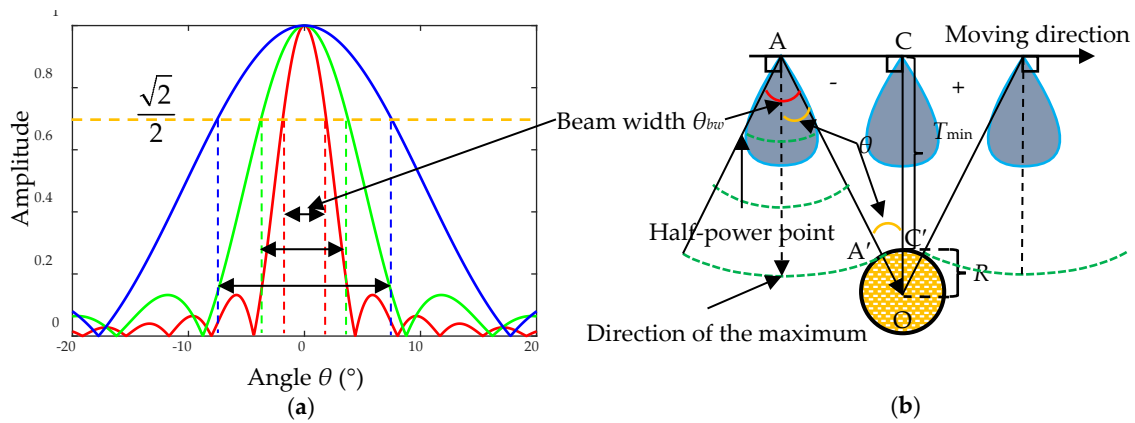 1
0.8
0.6
0.4
0.2
0
-20
-10
0
10
20
√2/2
Amplitude
Angle θ (°)
(a)
Beam width θbw
A
C
Moving direction
-
+
Tmin
θ
Half-power point
A′
C′
R
O
Direction of the maximum
(b)